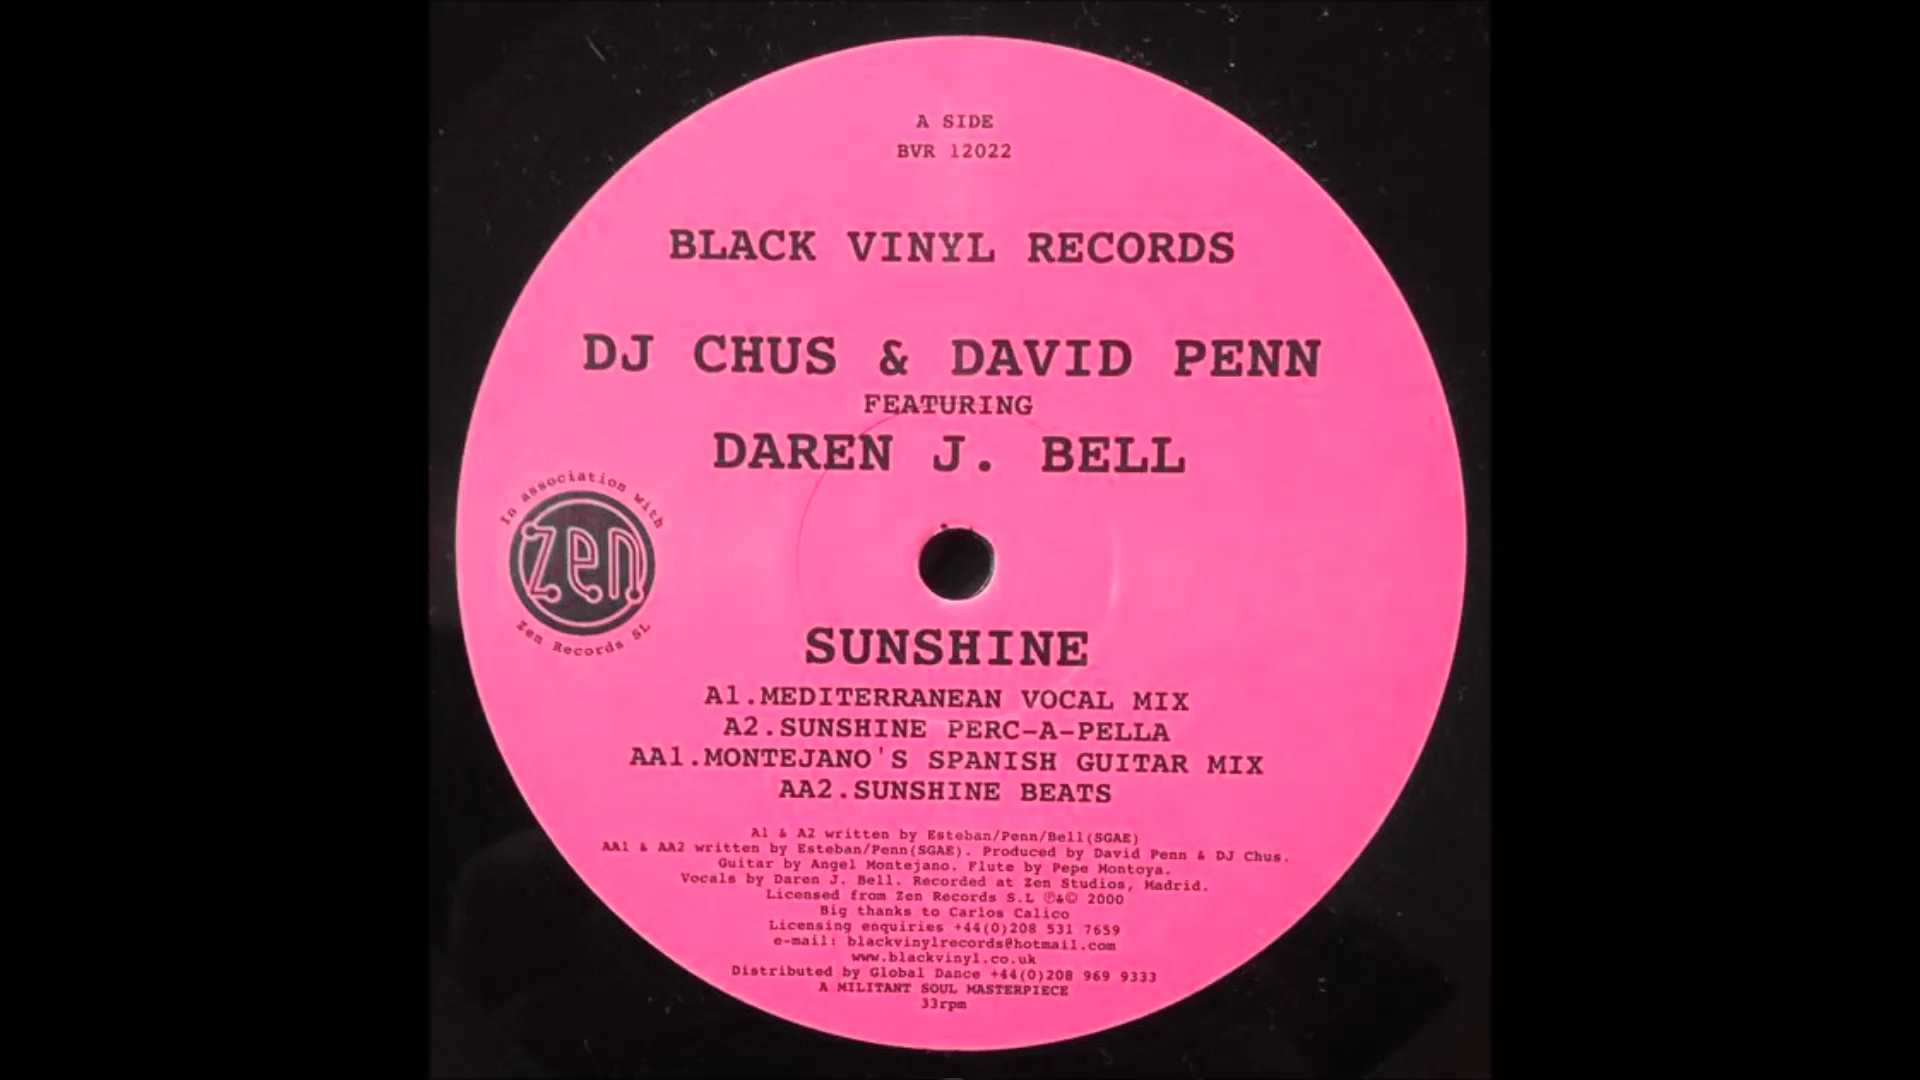 A SIDE
BVR 12022
BLACK VINYL RECORDS
DJ CHUS & DAVID PENN
FEATURING
DAREN J. BELL
In association with
zen
Zen Records SL
SUNSHINE
A1.MEDITERRANEAN VOCAL MIX
A2.SUNSHINE PERC-A-PELLA
AA1.MONTEJANO'S SPANISH GUITAR MIX
AA2.SUNSHINE BEATS
A1 & A2 written by Esteban/Penn/Bell(SGAE)
AA1 & AA2 written by Esteban/Penn(SGAE). Produced by David Penn & DJ Chus.
Guitar by Angel Montejano. Flute by Pepe Montoya.
Vocals by Daren J. Bell. Recorded at Zen Studios, Madrid.
Licensed from Zen Records S.L ℗&© 2000
Big thanks to Carlos Calico
Licensing enquiries +44(0)208 531 7659
e-mail: blackvinylrecords@hotmail.com
www.blackvinyl.co.uk
Distributed by Global Dance +44(0)208 969 9333
A MILITANT SOUL MASTERPIECE
33rpm